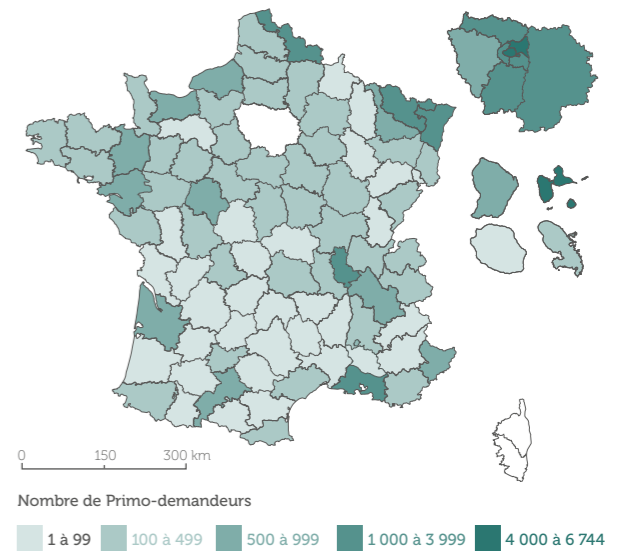 0 150 300 km
Nombre de Primo-demandeurs
1 à 99 100 à 499 500 à 999 1 000 à 3 999 4 000 à 6 744